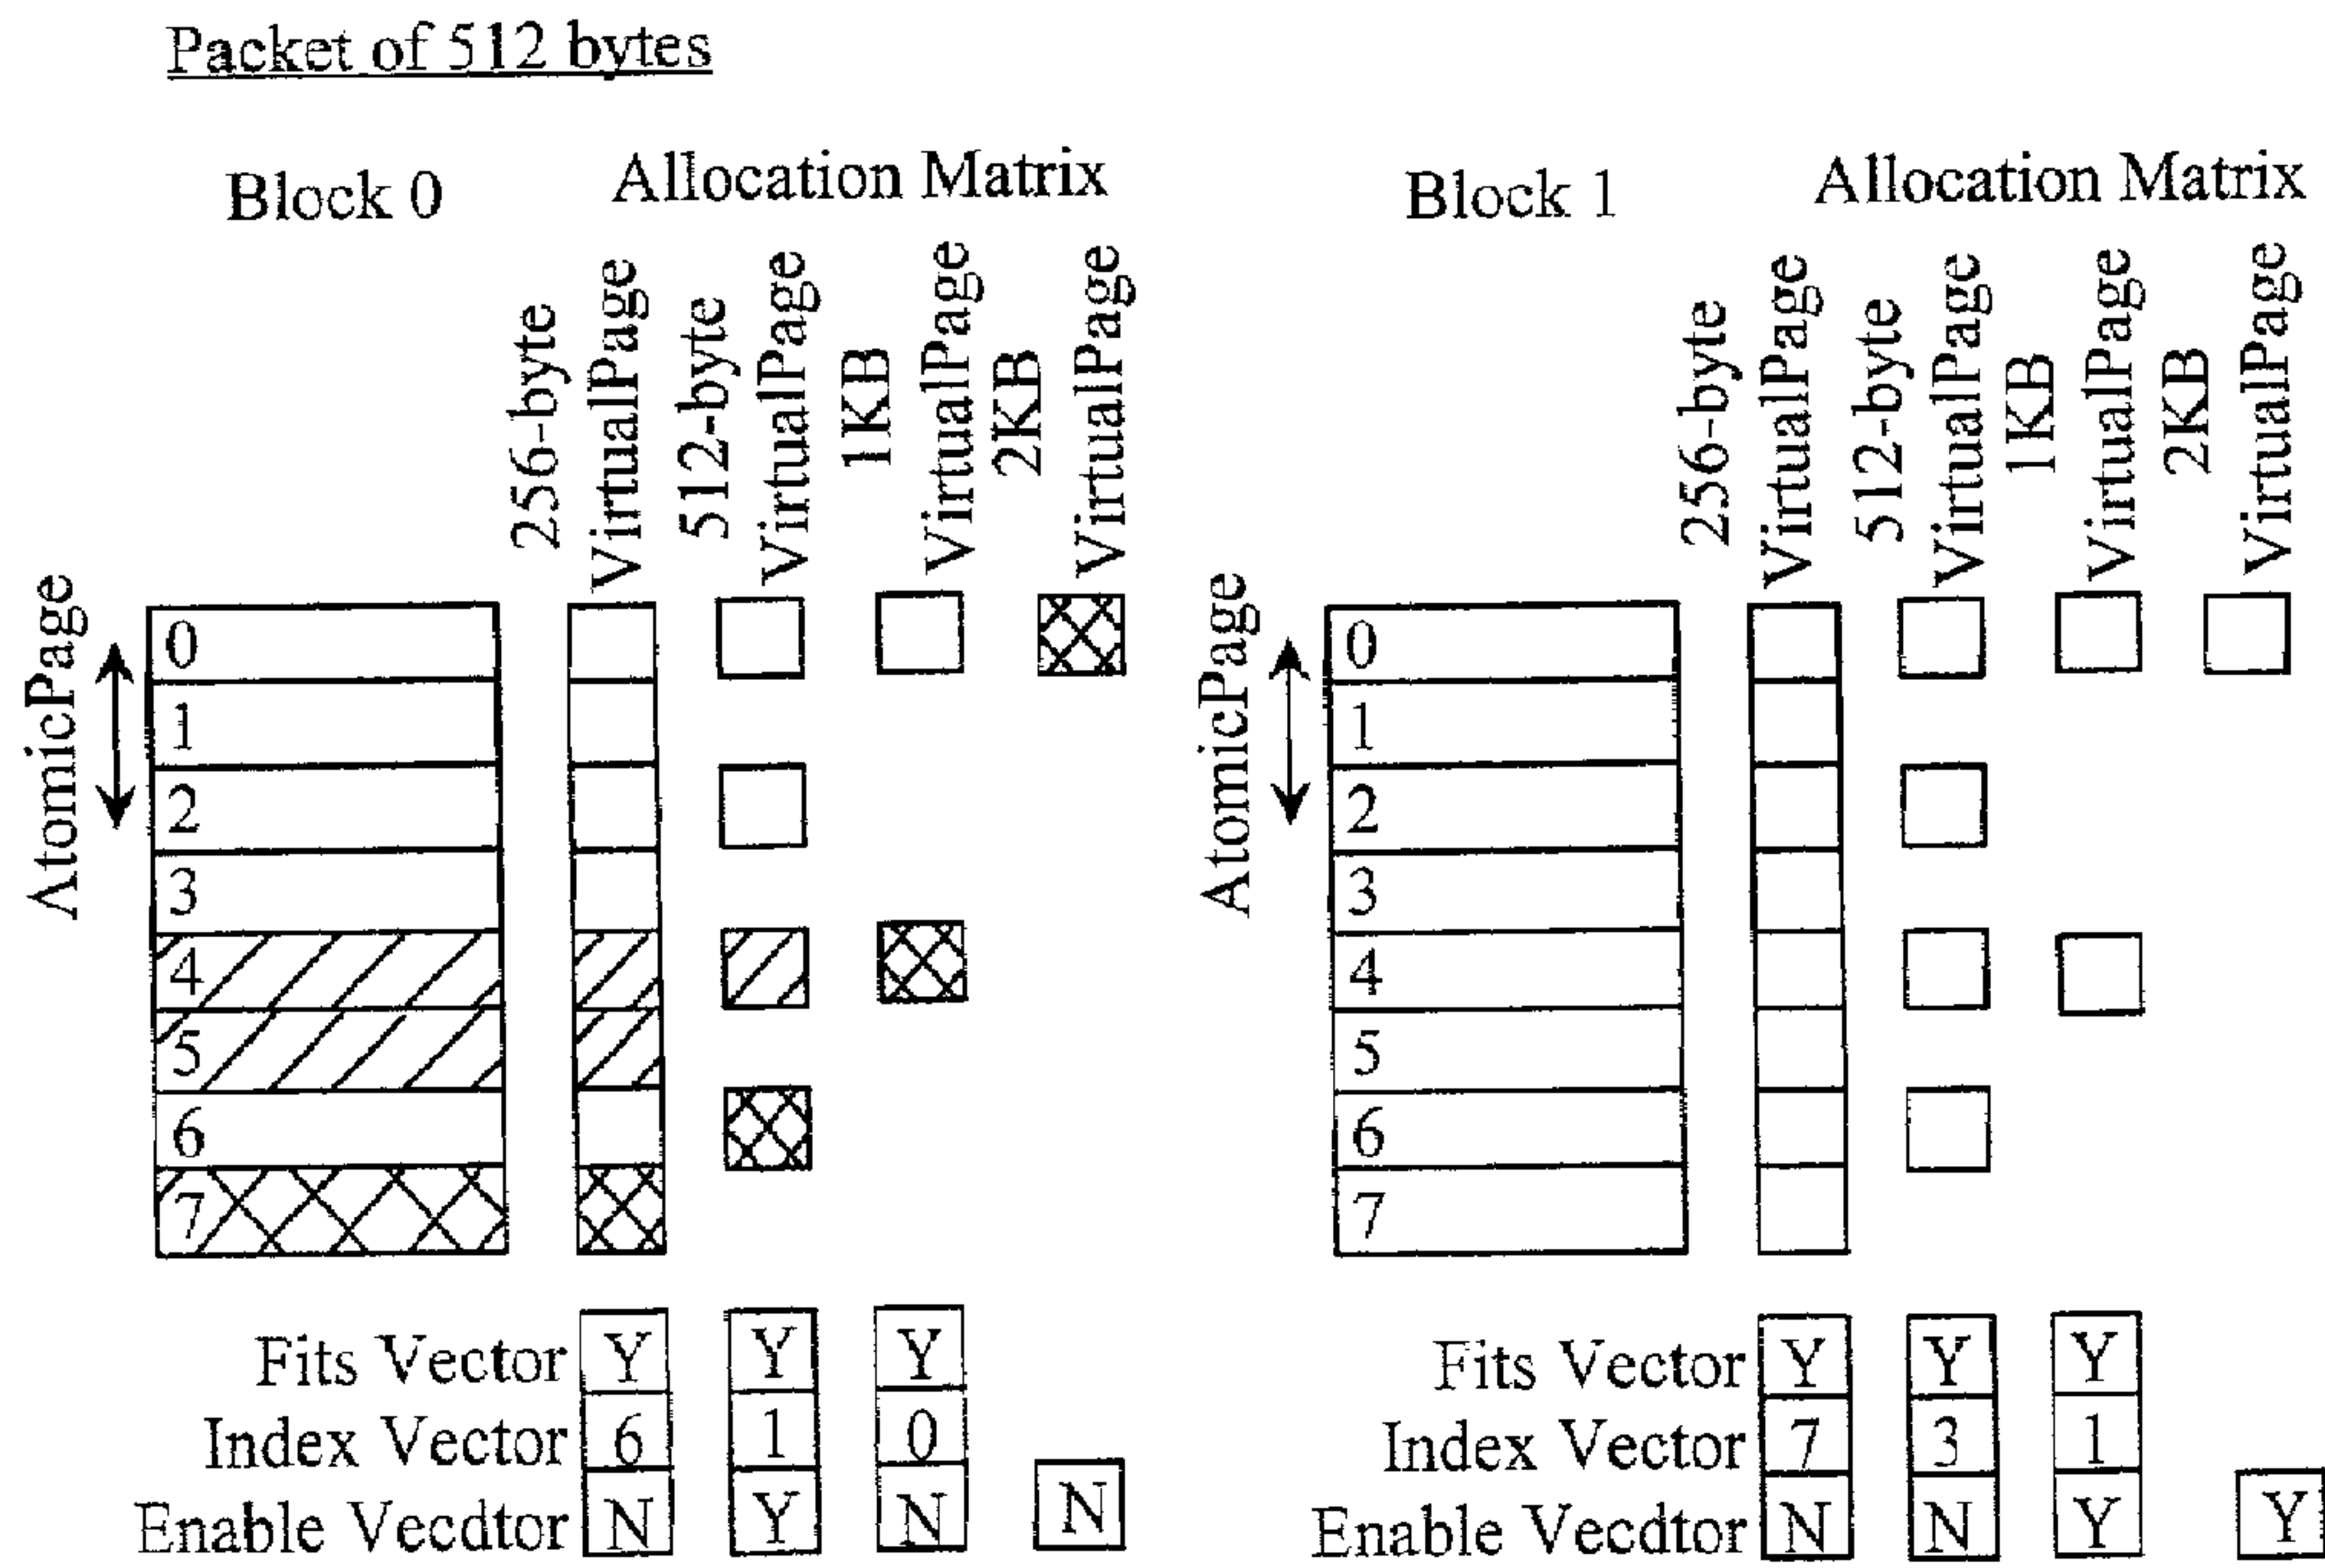 Packet of 512 bytes
Block 0
Allocation Matrix
Block 1
Allocation Matrix
256-byte
VirtualPage
512-byte
VirtualPage
1KB
VirtualPage
2KB
VirtualPage
256-byte
VirtualPage
512-byte
VirtualPage
1KB
VirtualPage
2KB
VirtualPage
AtomicPage
0
1
2
3
4
5
6
7
AtomicPage
0
1
2
3
4
5
6
7
Fits Vector Y Y Y
Index Vector 6 1 0
Enable Vecdtor N Y N N
Fits Vector Y Y Y
Index Vector 7 3 1
Enable Vecdtor N N Y Y